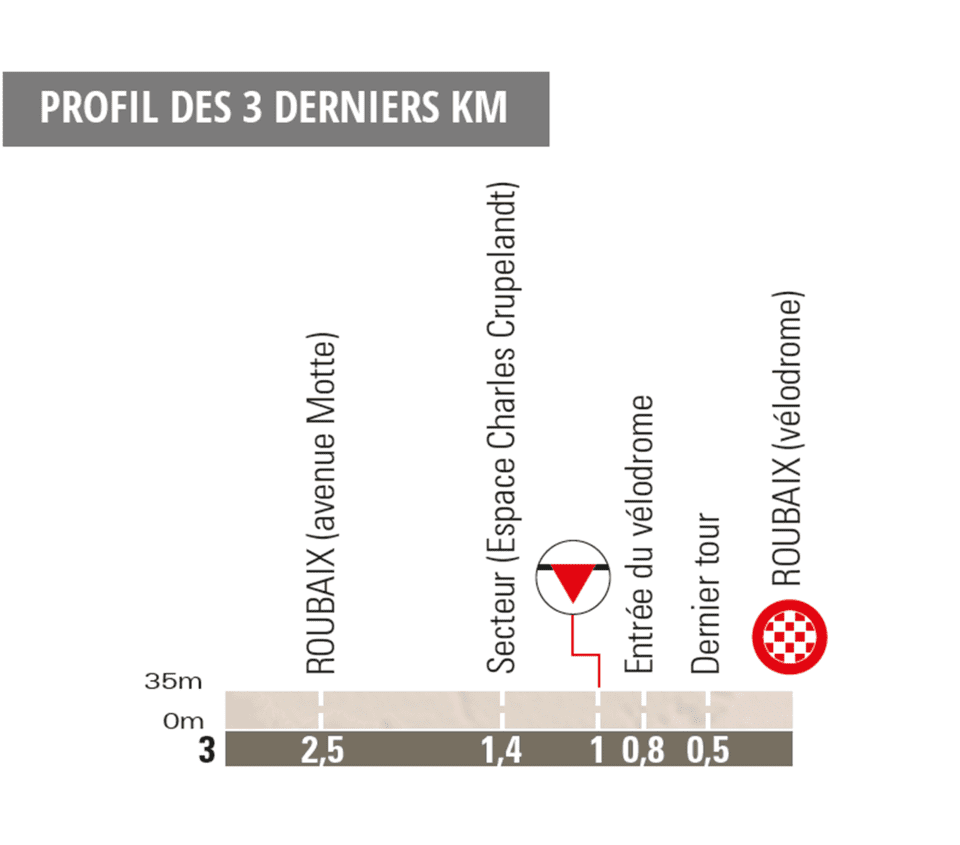 PROFIL DES 3 DERNIERS KM
ROUBAIX (avenue Motte)
Secteur (Espace Charles Crupelandt)
Entrée du vélodrome
Dernier tour
ROUBAIX (vélodrome)
35m
0m
3 2,5 1,4 1 0,8 0,5